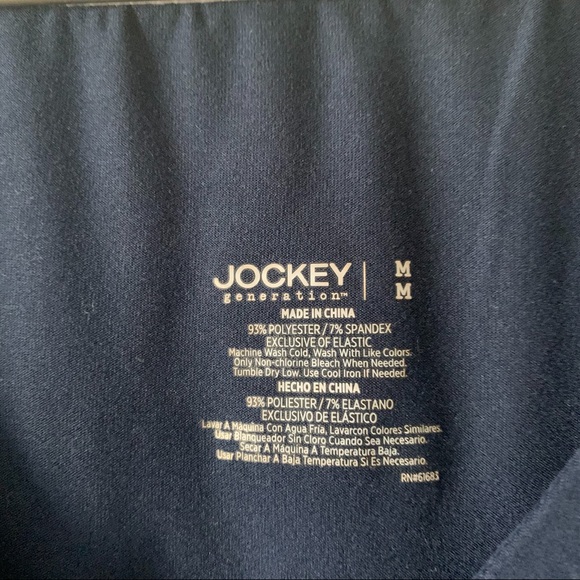 JOCKEY | M
generation™ M
MADE IN CHINA
93% POLYESTER / 7% SPANDEX
EXCLUSIVE OF ELASTIC
Machine Wash Cold, Wash With Like Colors.
Only Non-chlorine Bleach When Needed.
Tumble Dry Low. Use Cool Iron If Needed.
HECHO EN CHINA
93% POLIESTER / 7% ELASTANO
EXCLUSIVO DE ELÁSTICO
Lavar A Máquina Con Agua Fría, Lavarcon Colores Similares.
Usar Blanqueador Sin Cloro Cuando Sea Necesario.
Secar A Máquina A Temperatura Baja.
Usar Planchar A Baja Temperatura Si Es Necesario.
RN#61683